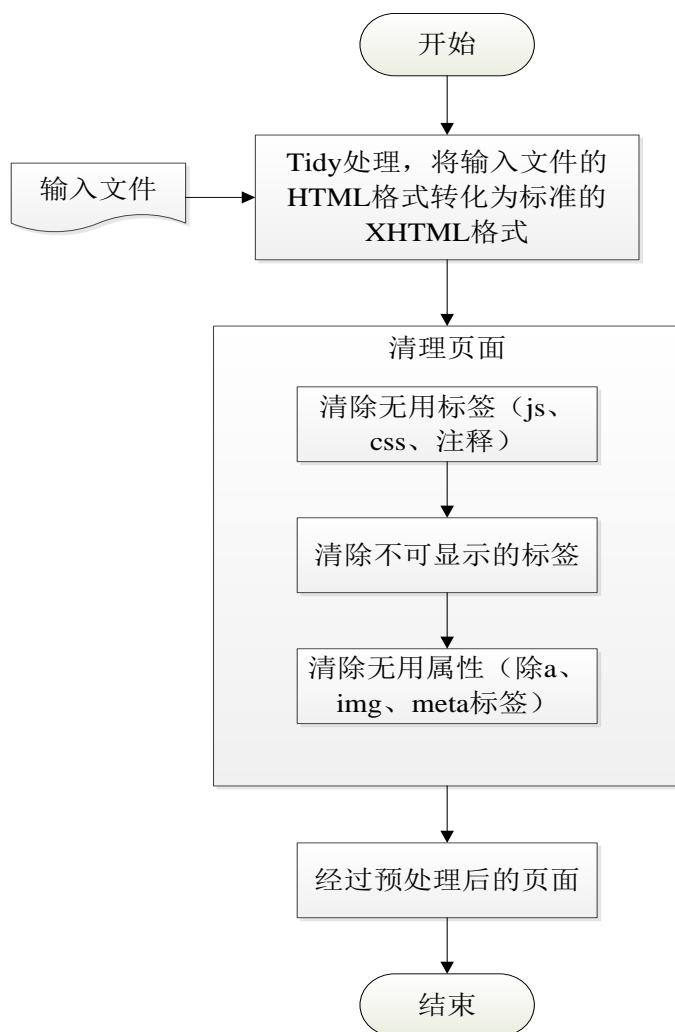 开始
输入文件
Tidy处理，将输入文件的
HTML格式转化为标准的
XHTML格式
清理页面
清除无用标签（js、
css、注释）
清除不可显示的标签
清除无用属性（除a、
img、meta标签）
经过预处理后的页面
结束